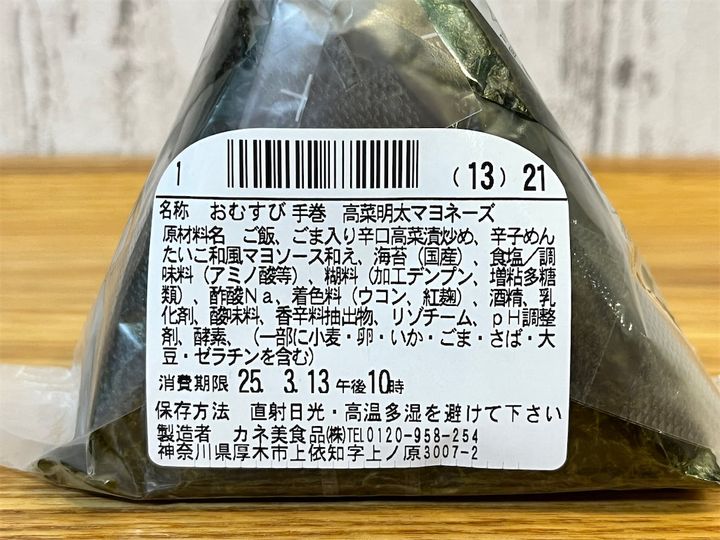 1 (13) 21
名称 おむすび 手巻 高菜明太マヨネーズ
原材料名 ご飯、ごま入り辛口高菜漬炒め、辛子めん
たいこ和風マヨソース和え、海苔(国産)、食塩/調
味料(アミノ酸等)、糊料(加工デンプン、増粘多糖
類)、酢酸Na、着色料(ウコン、紅麹)、酒精、乳
化剤、酸味料、香辛料抽出物、リゾチーム、pH調整
剤、酵素、(一部に小麦・卵・いか・ごま・さば・大
豆・ゼラチンを含む)
消費期限 25. 3.13 午後10時
保存方法 直射日光・高温多湿を避けて下さい
製造者 カネ美食品(株)TEL0120-958-254
神奈川県厚木市上依知字上ノ原3007-2